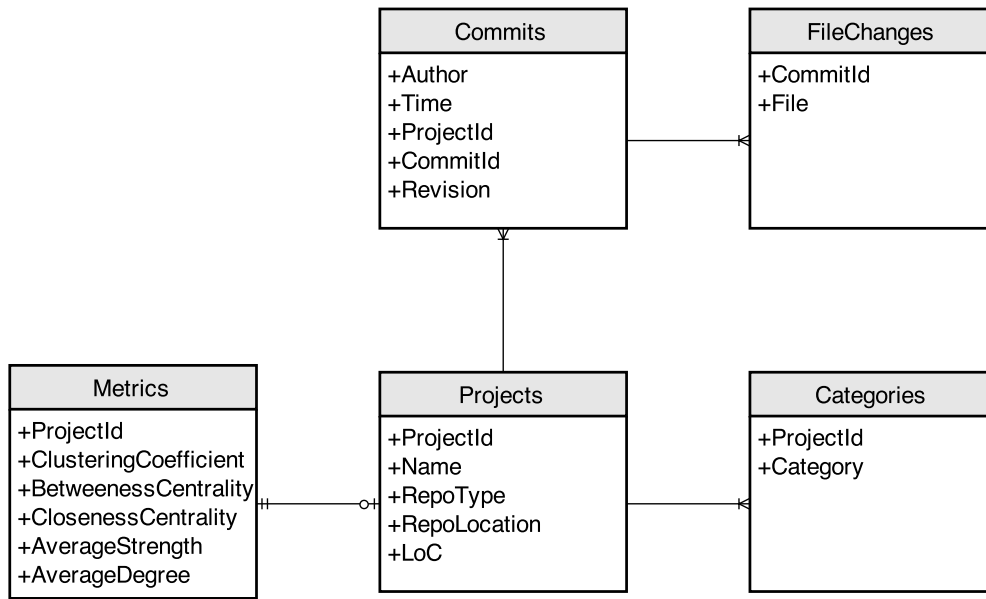 Commits
+Author
+Time
+ProjectId
+CommitId
+Revision
FileChanges
+CommitId
+File
Metrics
+ProjectId
+ClusteringCoefficient
+BetweenessCentrality
+ClosenessCentrality
+AverageStrength
+AverageDegree
Projects
+ProjectId
+Name
+RepoType
+RepoLocation
+LoC
Categories
+ProjectId
+Category